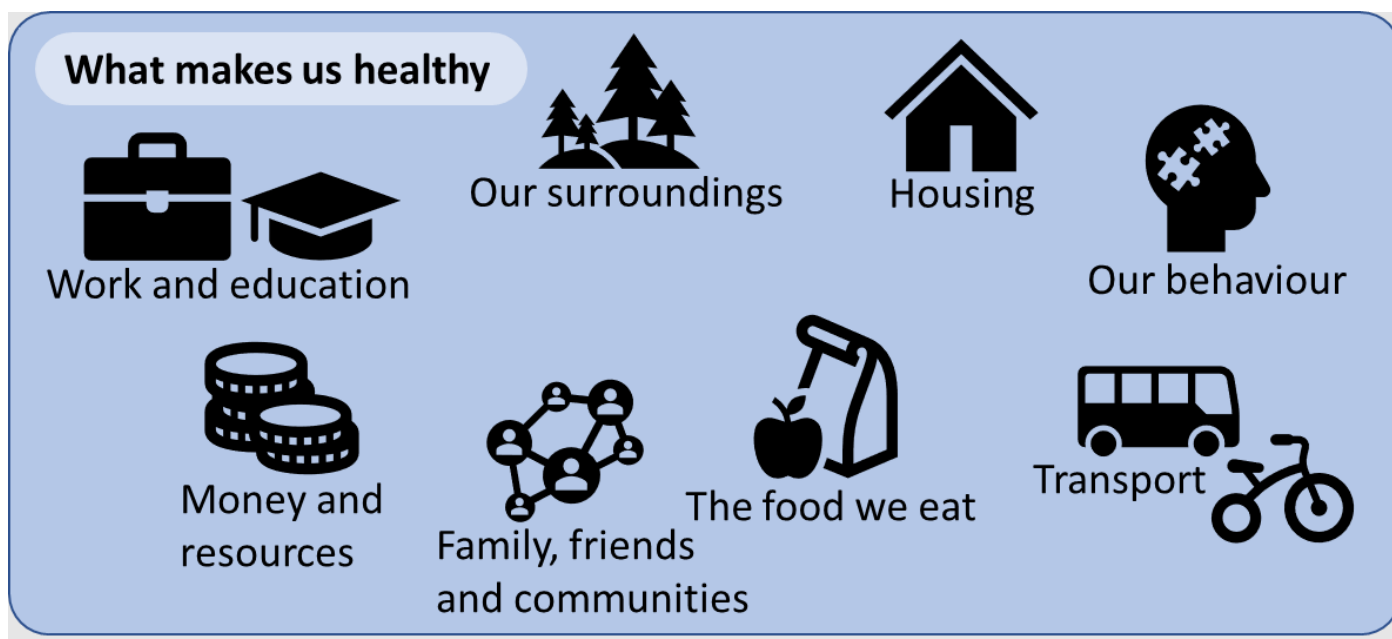 What makes us healthy
Our surroundings
Housing
Work and education
Our behaviour
Money and
resources
Family, friends
and communities
The food we eat
Transport